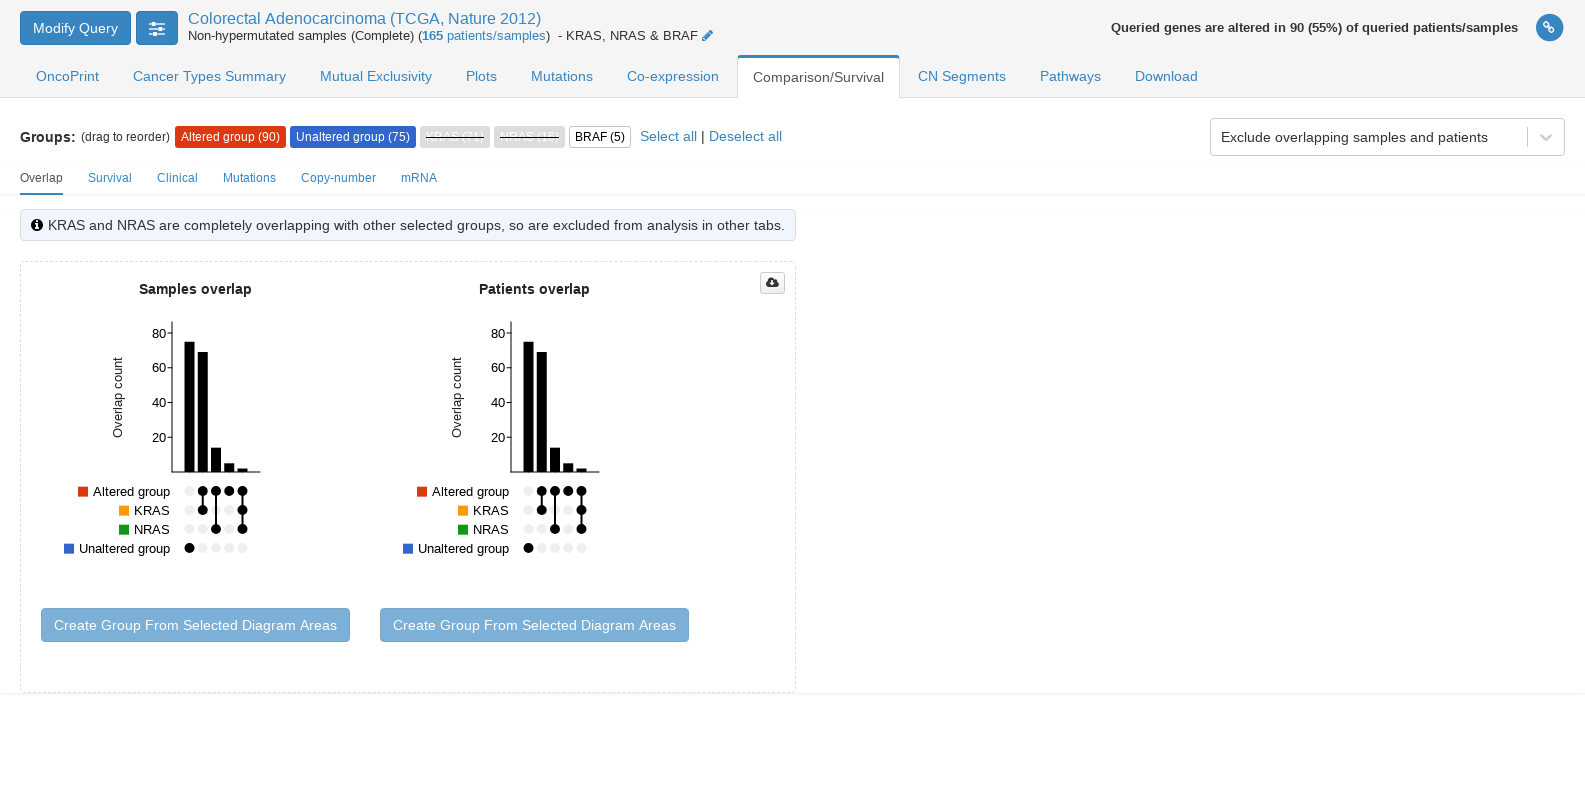 Modify Query
Colorectal Adenocarcinoma (TCGA, Nature 2012)
Non-hypermutated samples (Complete) (165 patients/samples) - KRAS, NRAS & BRAF
Queried genes are altered in 90 (55%) of queried patients/samples
OncoPrint Cancer Types Summary Mutual Exclusivity Plots Mutations Co-expression Comparison/Survival CN Segments Pathways Download
Groups: (drag to reorder) Altered group (90) Unaltered group (75) KRAS (71) NRAS (16) BRAF (5) Select all | Deselect all
Exclude overlapping samples and patients
Overlap Survival Clinical Mutations Copy-number mRNA
KRAS and NRAS are completely overlapping with other selected groups, so are excluded from analysis in other tabs.
Samples overlap
80
60
40
20
Overlap count
Altered group
KRAS
NRAS
Unaltered group
Create Group From Selected Diagram Areas
Patients overlap
80
60
40
20
Overlap count
Altered group
KRAS
NRAS
Unaltered group
Create Group From Selected Diagram Areas